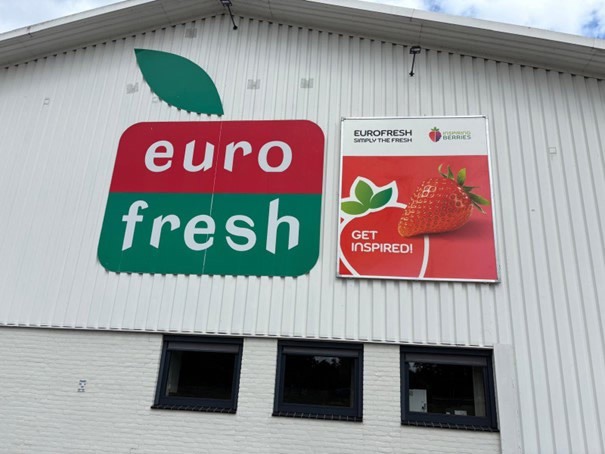 euro
fresh
EUROFRESH
SIMPLY THE FRESH
INSPIRING
BERRIES
GET
INSPIRED!